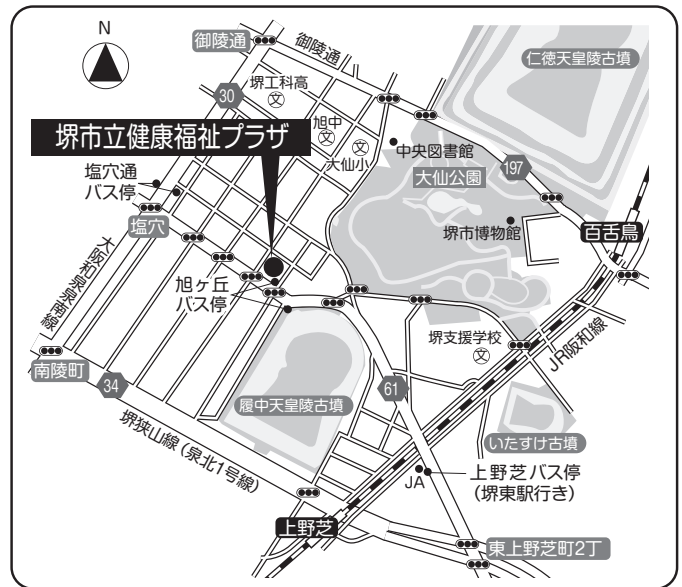 N
御陵通
御陵通
仁徳天皇陵古墳
堺工科高
文
30
旭中
文
文
大仙小
中央図書館
大仙公園
197
堺市立健康福祉プラザ
塩穴通
バス停
堺市博物館
百舌鳥
塩穴
大阪和泉泉南線
旭ヶ丘
バス停
堺支援学校
文
JR阪和線
南陵町
34
61
履中天皇陵古墳
いたすけ古墳
堺狭山線(泉北1号線)
JA
上野芝バス停
(堺東駅行き)
上野芝
東上野芝町2丁